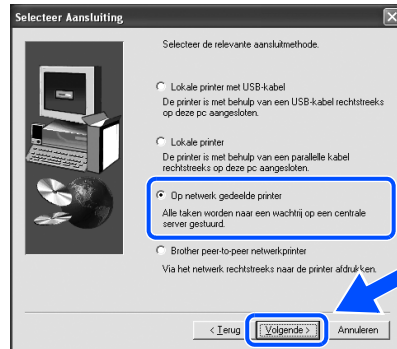 Selecteer Aansluiting
Selecteer de relevante aansluitmethode.
Lokale printer met USB-kabel
De printer is met behulp van een USB-kabel rechtstreeks
op deze pc aangesloten.
Lokale printer
De printer is met behulp van een parallelle kabel
rechtstreeks op deze pc aangesloten.
Op netwerk gedeelde printer
Alle taken worden naar een wachtrij op een centrale
server gestuurd.
Brother peer-to-peer netwerkprinter
Via het netwerk rechtstreeks naar de printer afdrukken.
< Terug
Volgende >
Annuleren